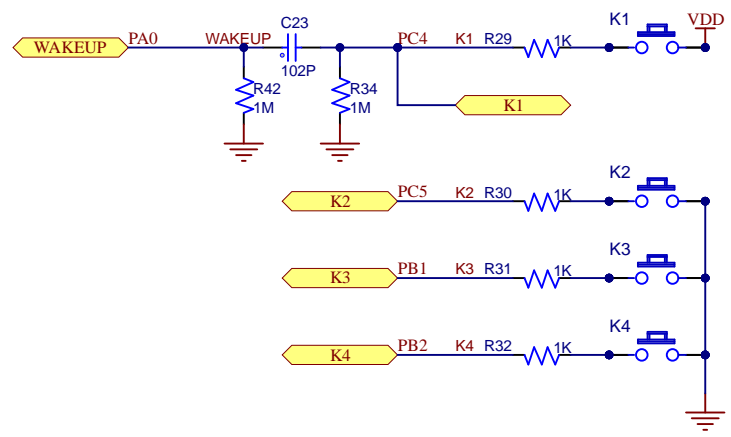 C23 K1 VDD
WAKEUP PA0 WAKEUP PC4 K1 R29 1K
102P
R42 R34
1M 1M K1
K2
K2 PC5 K2 R30 1K
K3
K3 PB1 K3 R31 1K
K4
K4 PB2 K4 R32 1K